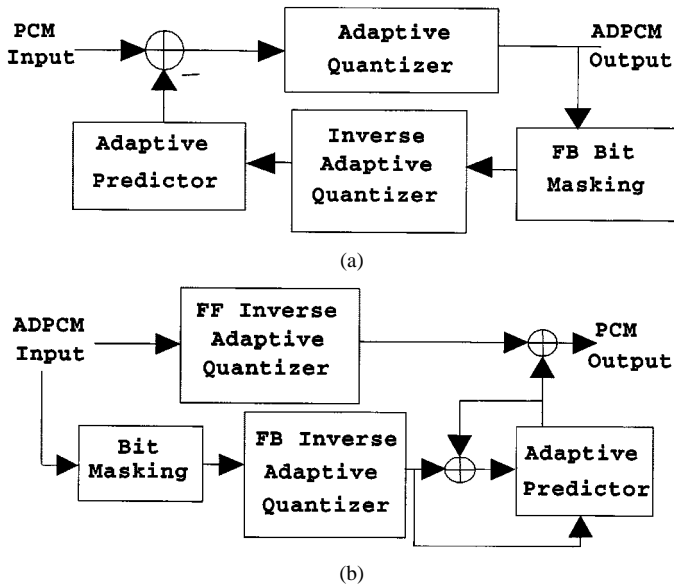 PCM
Input
Adaptive
Quantizer
ADPCM
Output
Adaptive
Predictor
Inverse
Adaptive
Quantizer
FB Bit
Masking
(a)
ADPCM
Input
FF Inverse
Adaptive
Quantizer
PCM
Output
Bit
Masking
FB Inverse
Adaptive
Quantizer
Adaptive
Predictor
(b)